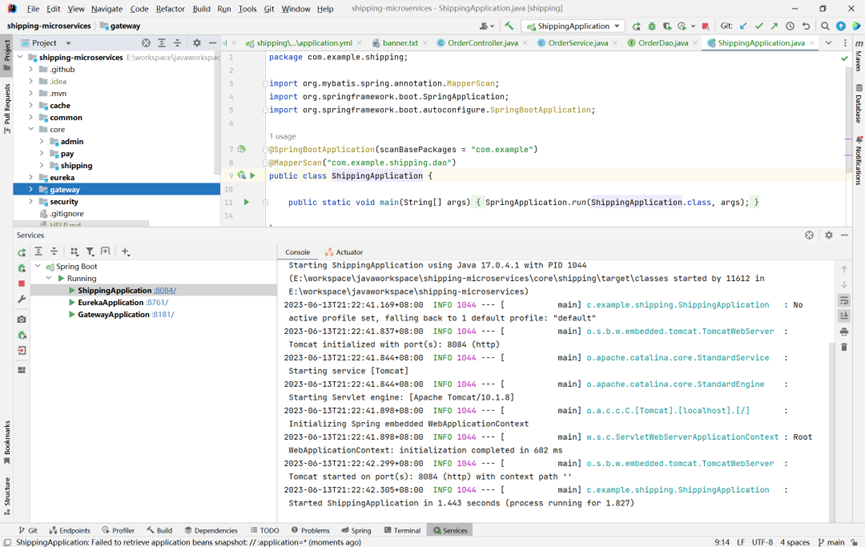 File Edit View Navigate Code Refactor Build Run Tools Git Window Help shipping-microservices - ShippingApplication.java [shipping]
shipping-microservices gateway ShippingApplication Git:
Project
shipping\...\application.yml banner.txt OrderController.java OrderService.java OrderDao.java ShippingApplication.java
shipping-microservices E:\workspace\javaworkspac
.github
.idea
.mvn
cache
common
core
admin
pay
shipping
eureka
gateway
security
.gitignore
HELP.md
1 package com.example.shipping;
2
3 import org.mybatis.spring.annotation.MapperScan;
4 import org.springframework.boot.SpringApplication;
5 import org.springframework.boot.autoconfigure.SpringBootApplication;
6
1 usage
7 @SpringBootApplication(scanBasePackages = "com.example")
8 @MapperScan("com.example.shipping.dao")
9 public class ShippingApplication {
10
11 public static void main(String[] args) { SpringApplication.run(ShippingApplication.class, args); }
14
Project
Pull Requests
Bookmarks
Structure
Maven
Database
Notifications
Services
Spring Boot
Running
ShippingApplication :8084/
EurekaApplication :8761/
GatewayApplication :8181/
Console Actuator
Starting ShippingApplication using Java 17.0.4.1 with PID 1044
(E:\workspace\javaworkspace\shipping-microservices\core\shipping\target\classes started by 11612 in
E:\workspace\javaworkspace\shipping-microservices)
2023-06-13T21:22:41.169+08:00 INFO 1044 --- [ main] c.example.shipping.ShippingApplication : No
active profile set, falling back to 1 default profile: "default"
2023-06-13T21:22:41.837+08:00 INFO 1044 --- [ main] o.s.b.w.embedded.tomcat.TomcatWebServer :
Tomcat initialized with port(s): 8084 (http)
2023-06-13T21:22:41.844+08:00 INFO 1044 --- [ main] o.apache.catalina.core.StandardService :
Starting service [Tomcat]
2023-06-13T21:22:41.844+08:00 INFO 1044 --- [ main] o.apache.catalina.core.StandardEngine :
Starting Servlet engine: [Apache Tomcat/10.1.8]
2023-06-13T21:22:41.898+08:00 INFO 1044 --- [ main] o.a.c.c.C.[Tomcat].[localhost].[/] :
Initializing Spring embedded WebApplicationContext
2023-06-13T21:22:41.898+08:00 INFO 1044 --- [ main] w.s.c.ServletWebServerApplicationContext : Root
WebApplicationContext: initialization completed in 682 ms
2023-06-13T21:22:42.299+08:00 INFO 1044 --- [ main] o.s.b.w.embedded.tomcat.TomcatWebServer :
Tomcat started on port(s): 8084 (http) with context path ''
2023-06-13T21:22:42.305+08:00 INFO 1044 --- [ main] c.example.shipping.ShippingApplication :
Started ShippingApplication in 1.443 seconds (process running for 1.827)
Git Endpoints Profiler Build Dependencies TODO Problems Spring Terminal Services
ShippingApplication: Failed to retrieve application beans snapshot: // :application=* (moments ago) 9:14 LF UTF-8 4 spaces main